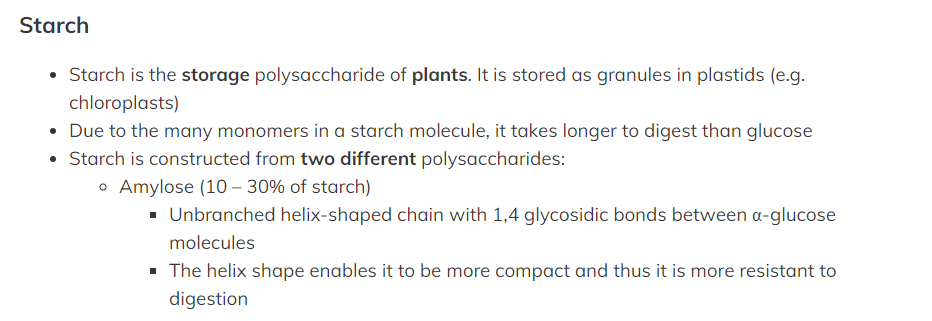 Starch
• Starch is the storage polysaccharide of plants. It is stored as granules in plastids (e.g.
chloroplasts)
• Due to the many monomers in a starch molecule, it takes longer to digest than glucose
• Starch is constructed from two different polysaccharides:
◦ Amylose (10 – 30% of starch)
▪ Unbranched helix-shaped chain with 1,4 glycosidic bonds between α-glucose
molecules
▪ The helix shape enables it to be more compact and thus it is more resistant to
digestion